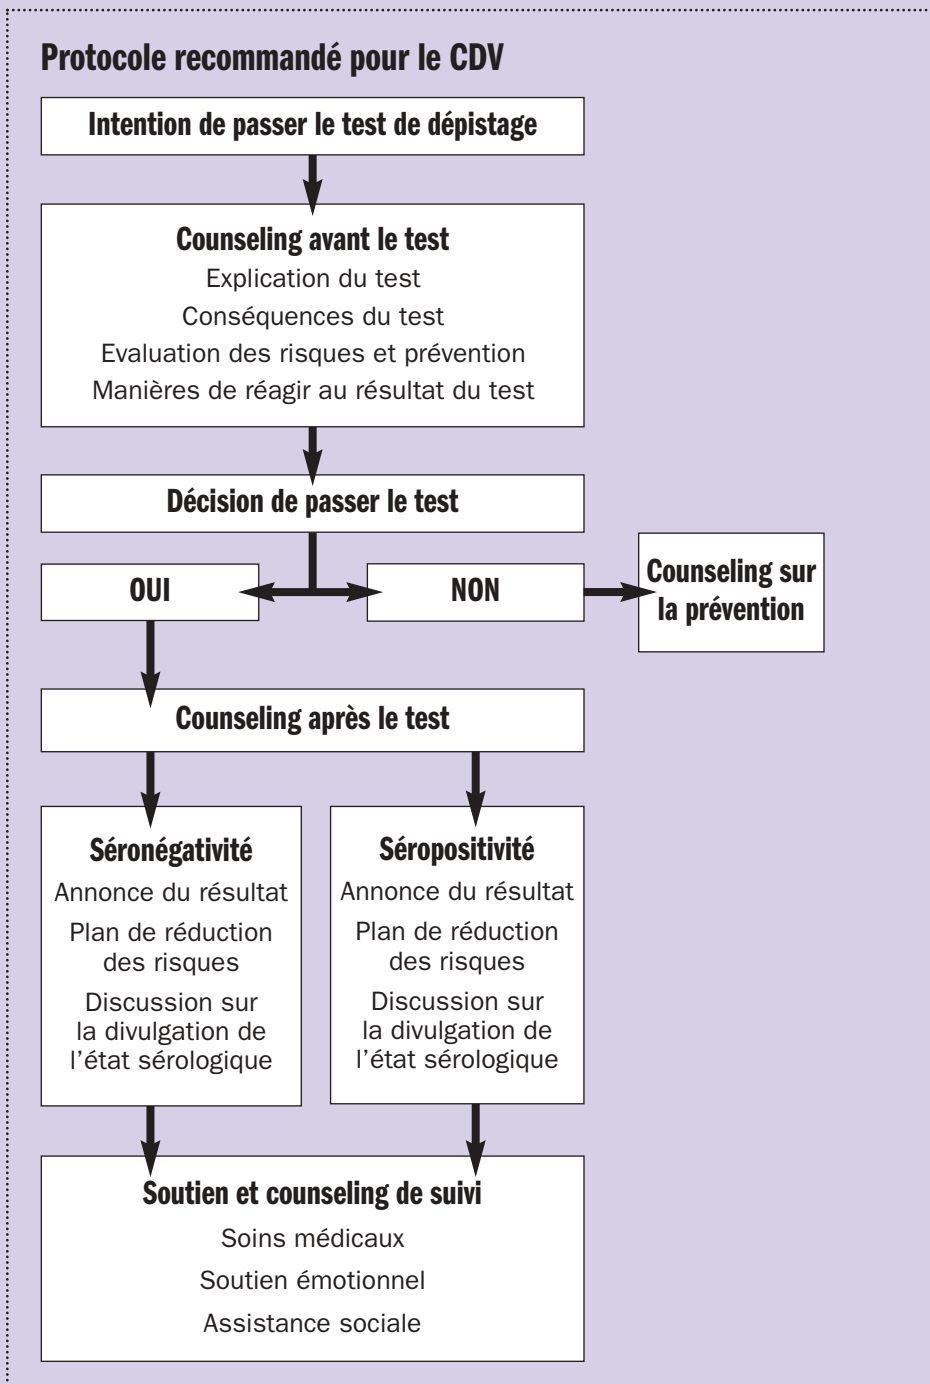 Protocole recommandé pour le CDV
Intention de passer le test de dépistage
Counseling avant le test
Explication du test
Conséquences du test
Evaluation des risques et prévention
Manières de réagir au résultat du test
Décision de passer le test
OUI
NON
Counseling sur
la prévention
Counseling après le test
Séronégativité
Annonce du résultat
Plan de réduction
des risques
Discussion sur
la divulgation de
l’état sérologique
Séropositivité
Annonce du résultat
Plan de réduction
des risques
Discussion sur
la divulgation de
l’état sérologique
Soutien et counseling de suivi
Soins médicaux
Soutien émotionnel
Assistance sociale